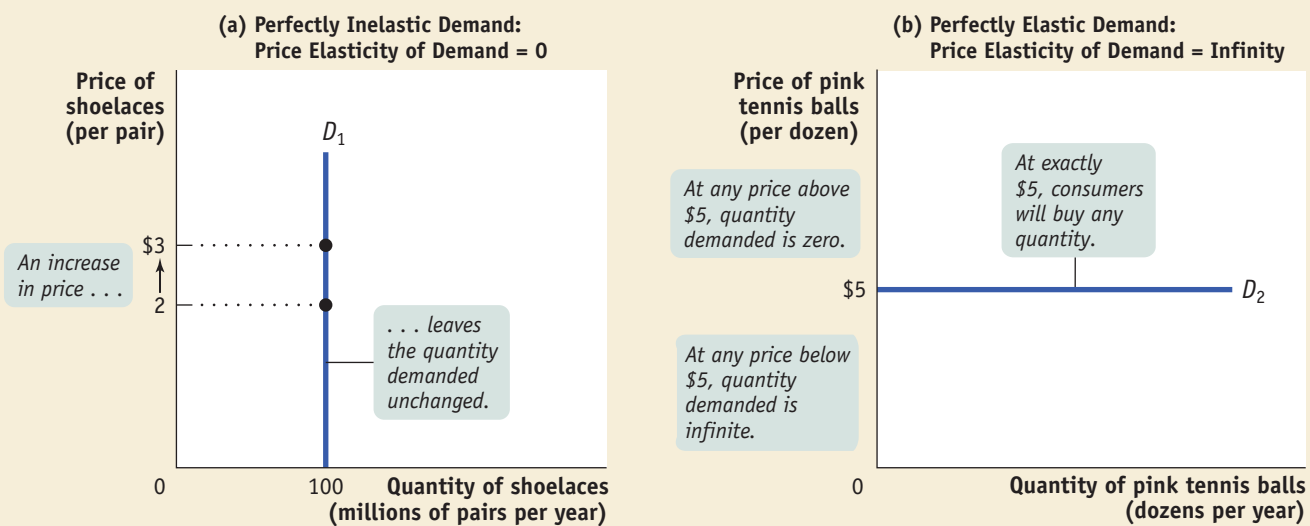 (a) Perfectly Inelastic Demand:
Price Elasticity of Demand = 0
Price of
shoelaces
(per pair)
D1
$3
An increase
in price . . .
2
. . . leaves
the quantity
demanded
unchanged.
0
100
Quantity of shoelaces
(millions of pairs per year)
(b) Perfectly Elastic Demand:
Price Elasticity of Demand = Infinity
Price of pink
tennis balls
(per dozen)
At any price above
$5, quantity
demanded is zero.
At exactly
$5, consumers
will buy any
quantity.
$5
D2
At any price below
$5, quantity
demanded is
infinite.
0
Quantity of pink tennis balls
(dozens per year)